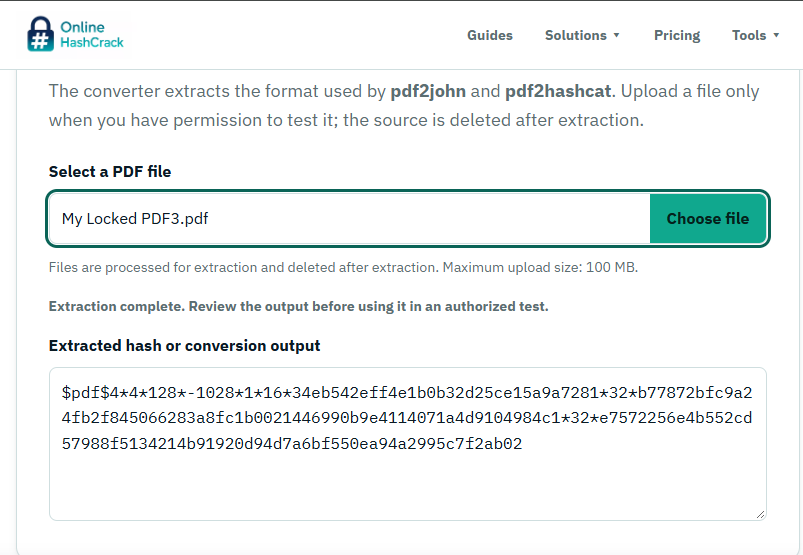 Online
HashCrack
Guides
Solutions
Pricing
Tools
The converter extracts the format used by pdf2john and pdf2hashcat. Upload a file only
when you have permission to test it; the source is deleted after extraction.
Select a PDF file
My Locked PDF3.pdf
Choose file
Files are processed for extraction and deleted after extraction. Maximum upload size: 100 MB.
Extraction complete. Review the output before using it in an authorized test.
Extracted hash or conversion output
$pdf$4*4*128*-1028*1*16*34eb542eff4e1b0b32d25ce15a9a7281*32*b77872bfc9a2
4fb2f845066283a8fc1b0021446990b9e4114071a4d9104984c1*32*e7572256e4b552cd
57988f5134214b91920d94d7a6bf550ea94a2995c7f2ab02